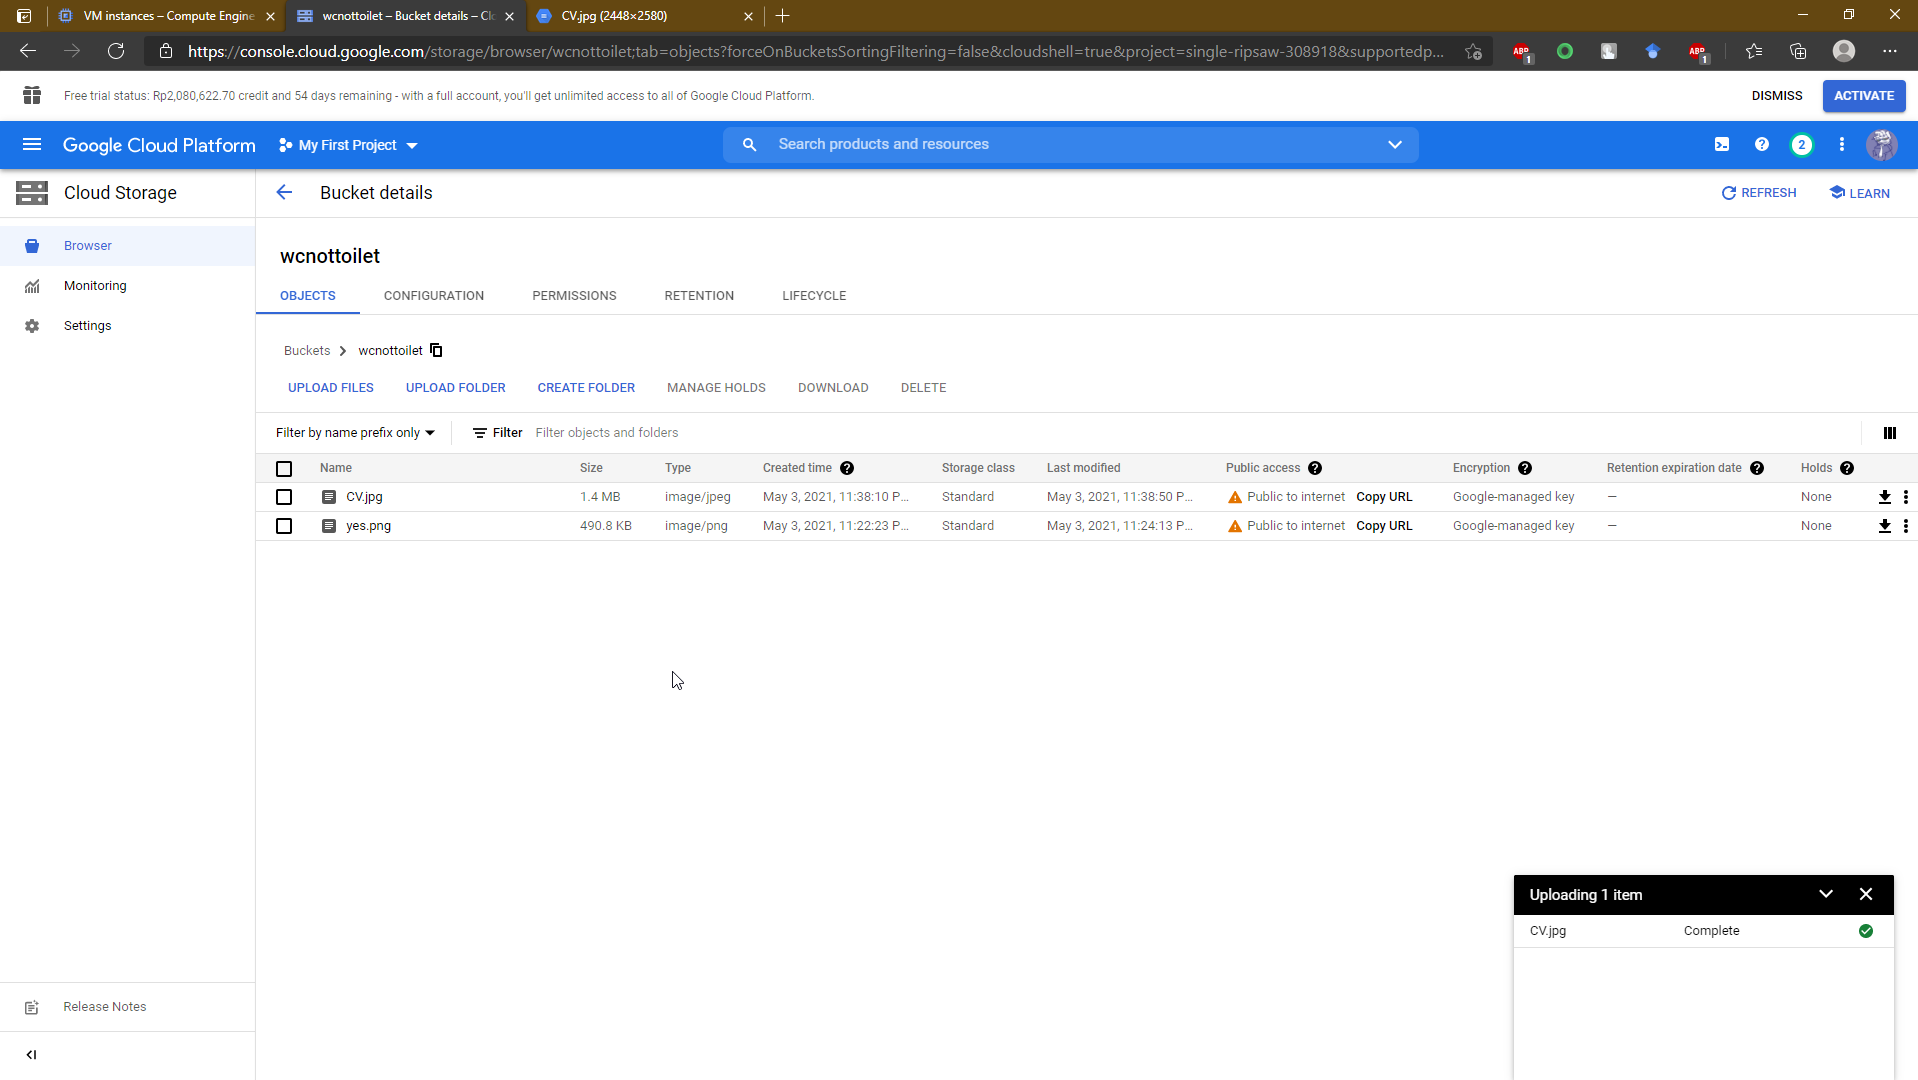 VM instances – Compute Engine
wcnottoilet – Bucket details – Clo
CV.jpg (2448×2580)
https://console.cloud.google.com/storage/browser/wcnottoilet;tab=objects?forceOnBucketsSortingFiltering=false&cloudshell=true&project=single-ripsaw-308918&supportedp...
ABP 1
ABP 1
Free trial status: Rp2,080,622.70 credit and 54 days remaining - with a full account, you'll get unlimited access to all of Google Cloud Platform.
DISMISS
ACTIVATE
Google Cloud Platform
My First Project
Search products and resources
2
Cloud Storage
Bucket details
REFRESH
LEARN
Browser
Monitoring
Settings
wcnottoilet
OBJECTS CONFIGURATION PERMISSIONS RETENTION LIFECYCLE
Buckets > wcnottoilet
UPLOAD FILES UPLOAD FOLDER CREATE FOLDER MANAGE HOLDS DOWNLOAD DELETE
Filter by name prefix only Filter Filter objects and folders
Name Size Type Created time Storage class Last modified Public access Encryption Retention expiration date Holds
CV.jpg 1.4 MB image/jpeg May 3, 2021, 11:38:10 P... Standard May 3, 2021, 11:38:50 P... Public to internet Copy URL Google-managed key — None
yes.png 490.8 KB image/png May 3, 2021, 11:22:23 P... Standard May 3, 2021, 11:24:13 P... Public to internet Copy URL Google-managed key — None
Uploading 1 item
CV.jpg Complete
Release Notes